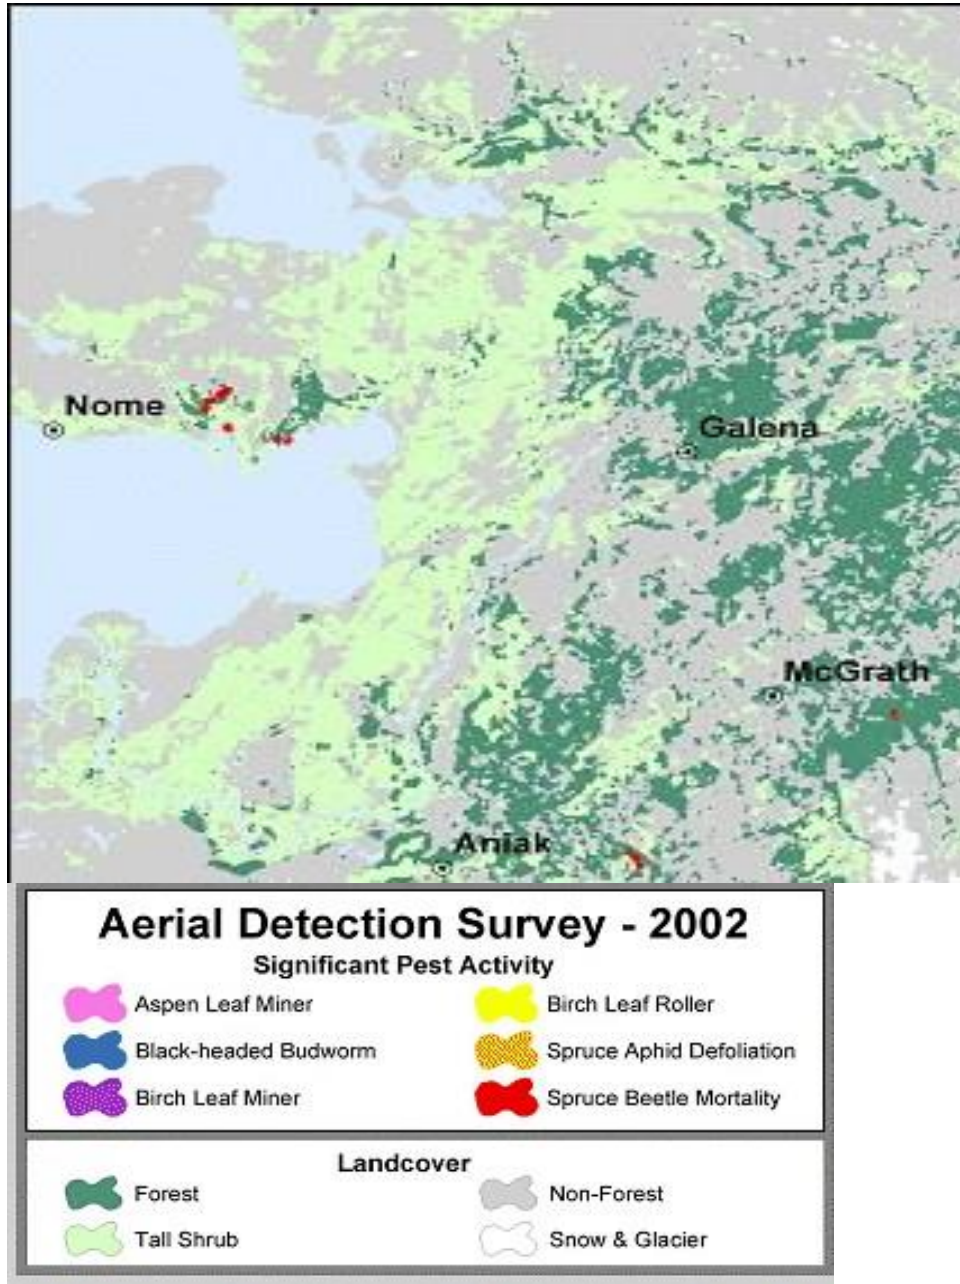 Nome
Galena
McGrath
Aniak
Aerial Detection Survey - 2002
Significant Pest Activity
Aspen Leaf Miner
Birch Leaf Roller
Black-headed Budworm
Spruce Aphid Defoliation
Birch Leaf Miner
Spruce Beetle Mortality
Landcover
Forest
Non-Forest
Tall Shrub
Snow & Glacier